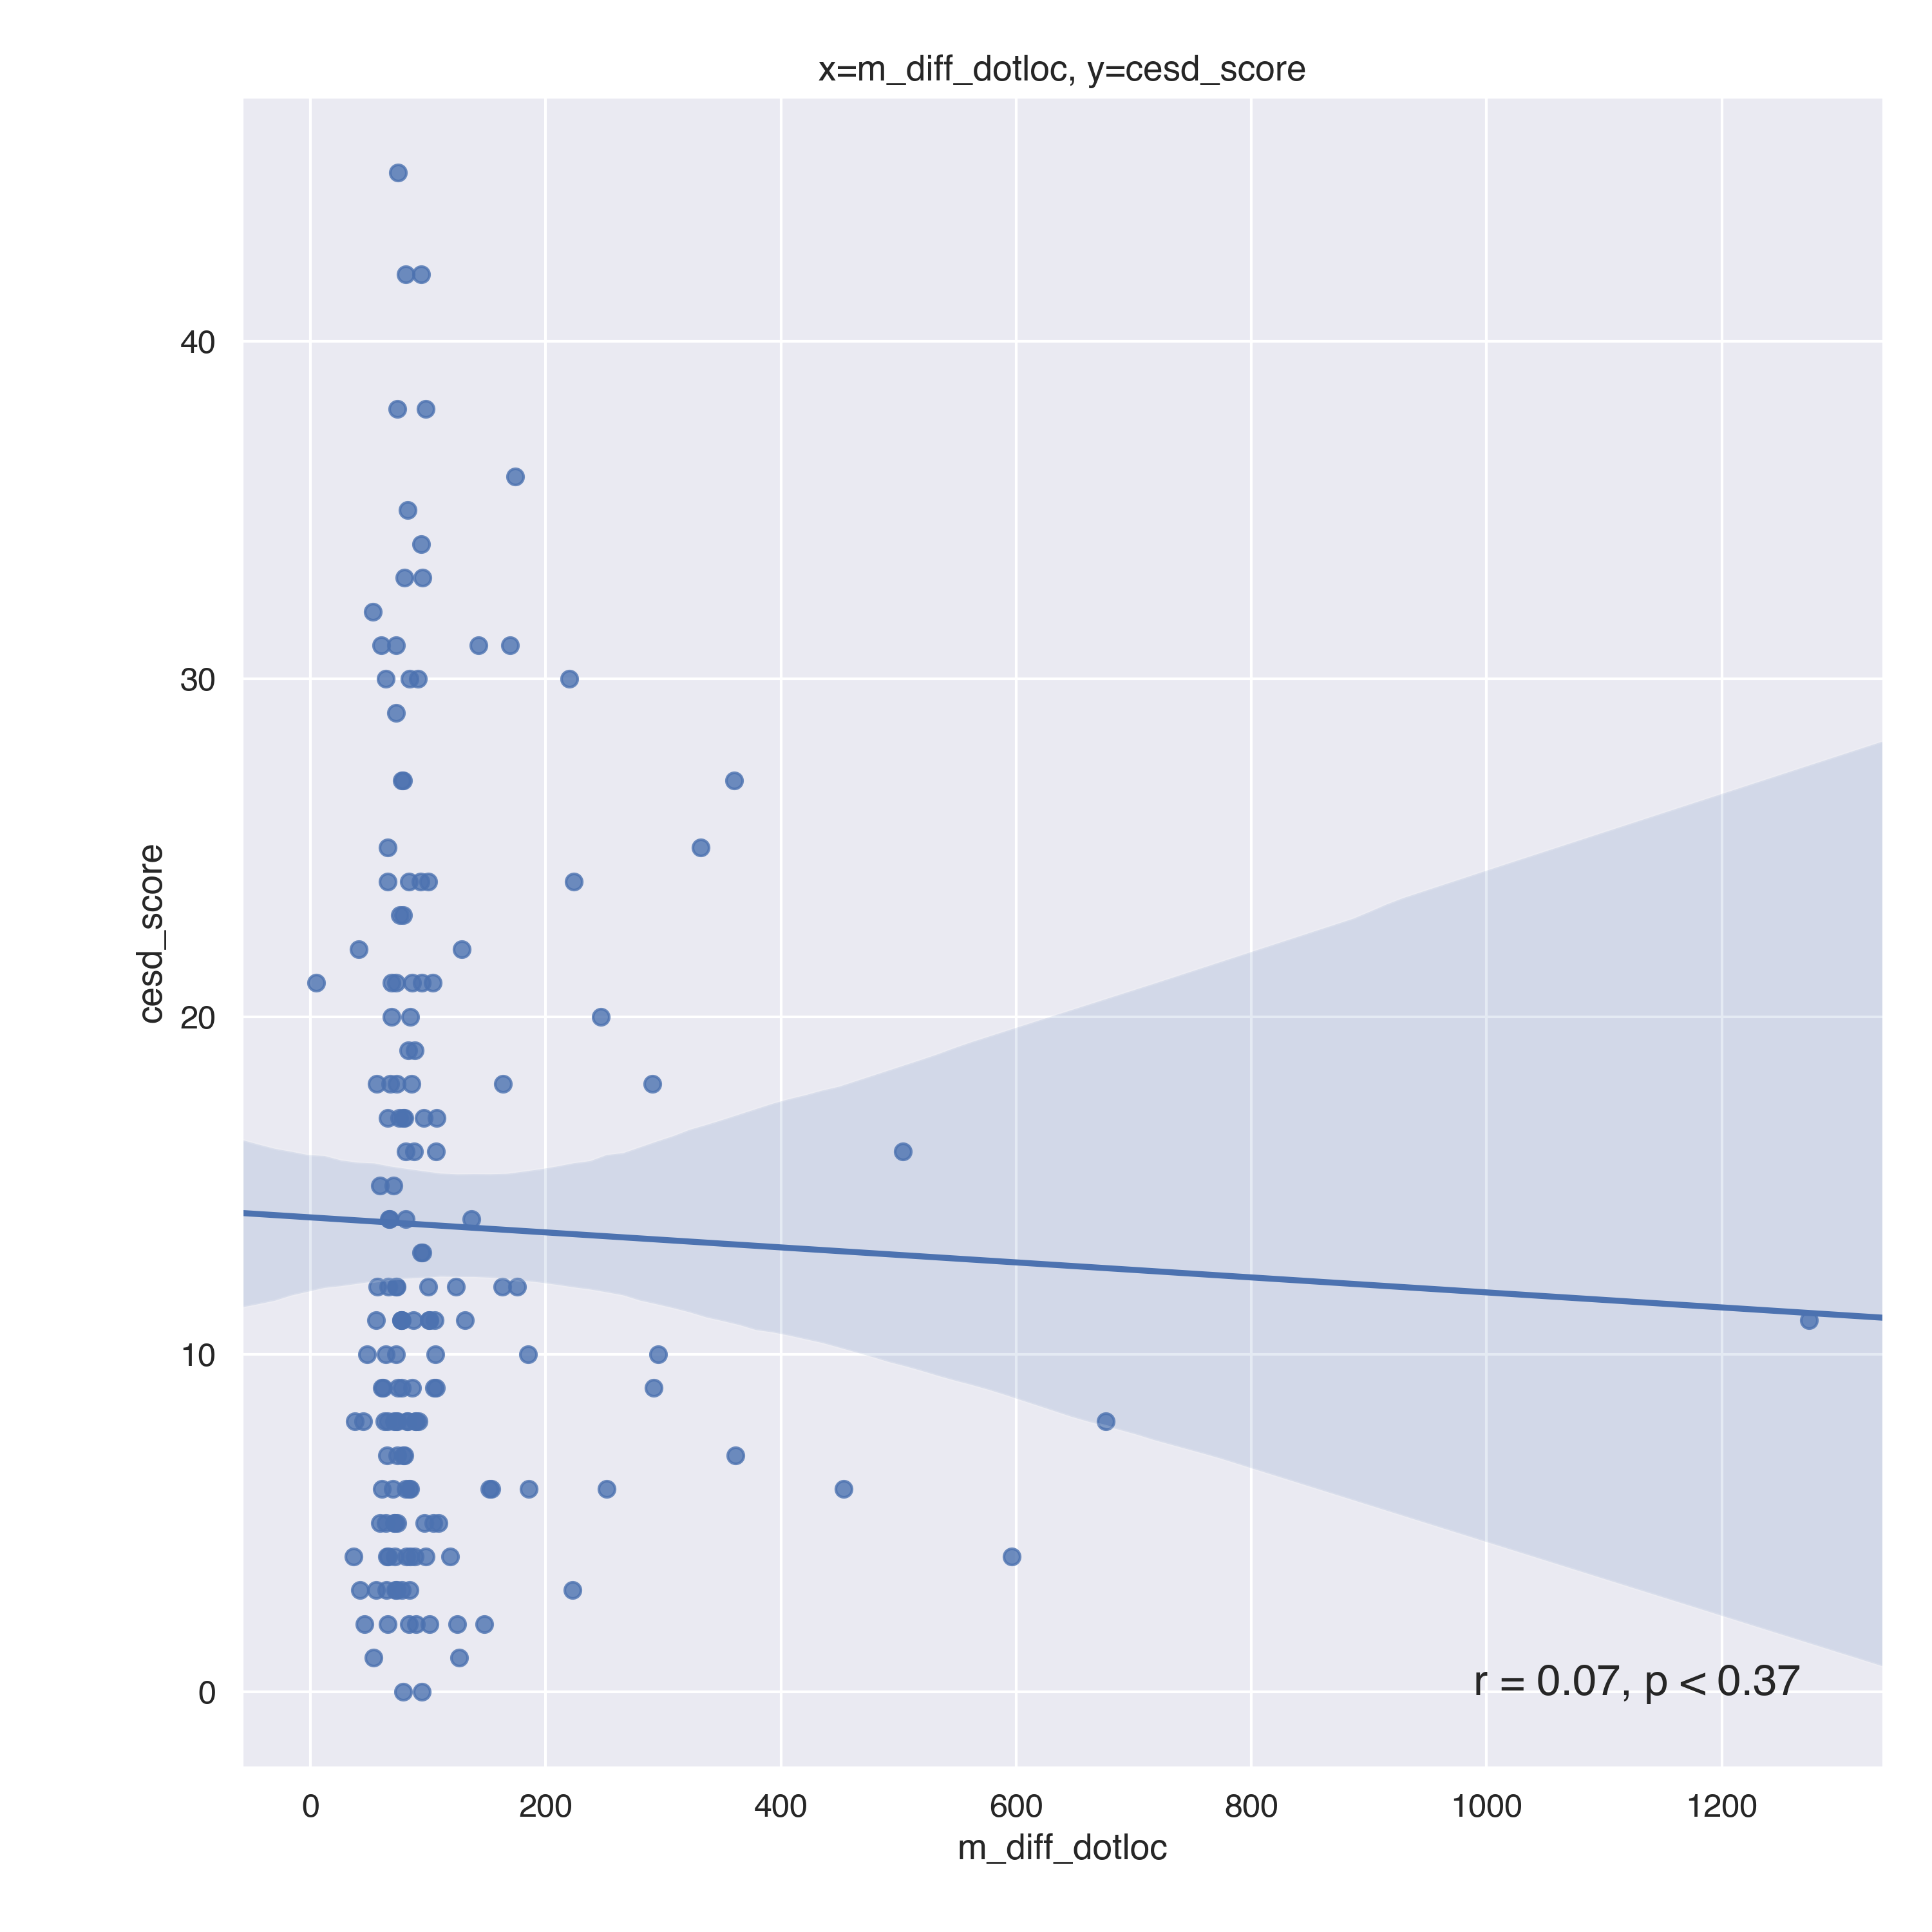 x=m_diff_dotloc, y=cesd_score
40
30
20
10
0
cesd_score
r = 0.07, p < 0.37
0 200 400 600 800 1000 1200
m_diff_dotloc